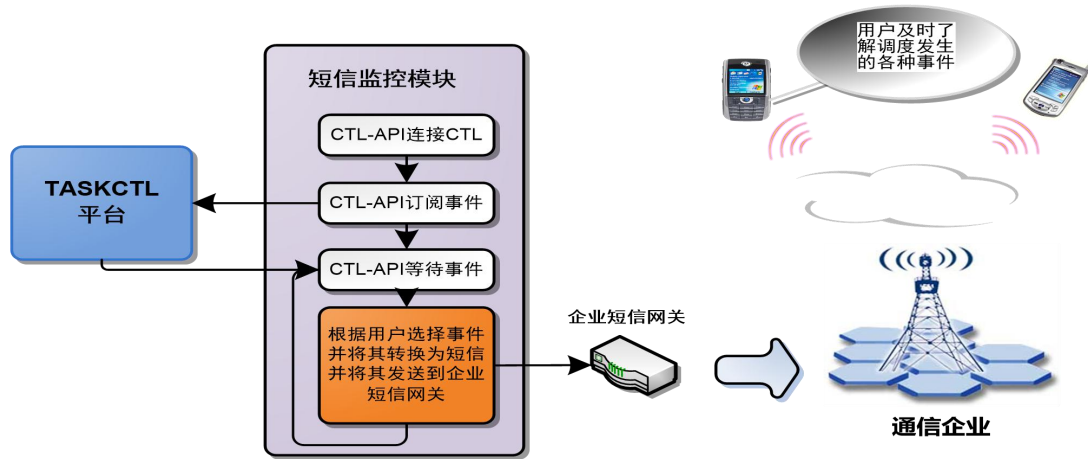 短信监控模块
CTL-API连接CTL
CTL-API订阅事件
CTL-API等待事件
根据用户选择事件
并将其转换为短信
并将其发送到企业
短信网关
TASKCTL
平台
企业短信网关
用户及时了
解调度发生
的各种事件
通信企业